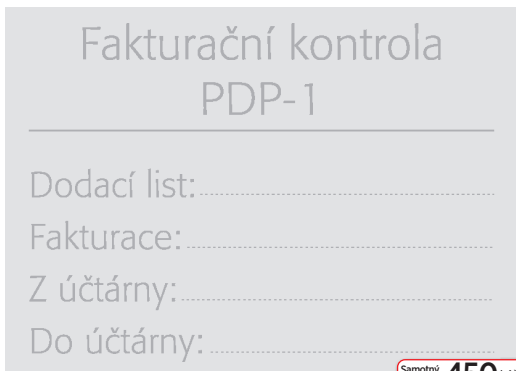 Fakturační kontrola
PDP-1
Dodací list:
Fakturace:
Z účtárny:
Do účtárny:
Samotný